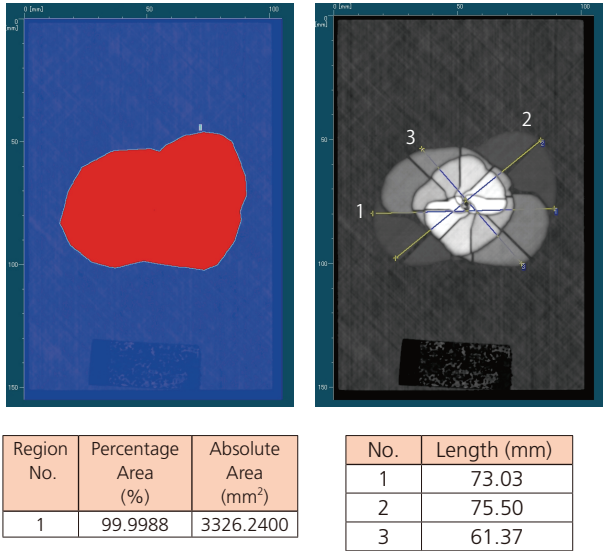 0 [mm] 50 100
0
[mm]
50
100
150
0 [mm] 50 100
0
[mm]
50
100
150
1
2
3
Region No. Percentage Area (%) Absolute Area (mm²)
1 99.9988 3326.2400
No. Length (mm)
1 73.03
2 75.50
3 61.37